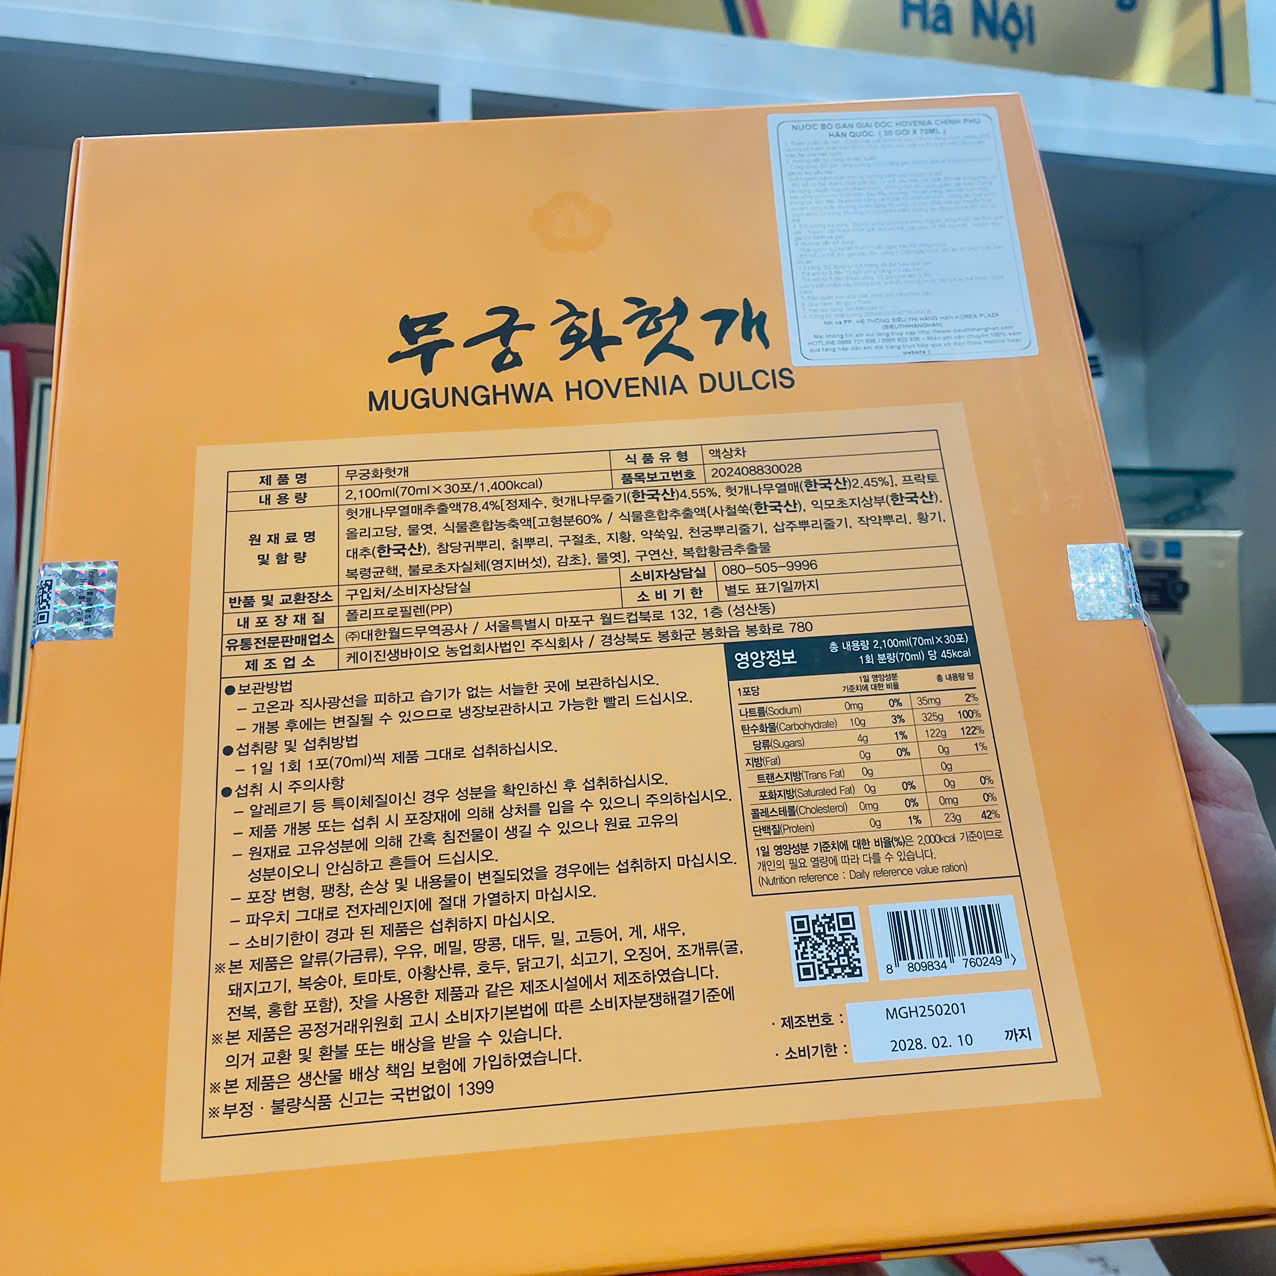 Hà Nội
NƯỚC BỔ GAN GIẢI ĐỘC HOVENIA CHÍNH PHỦ
HÀN QUỐC ( 30 GÓI X 70ML )
NK và PP: HỆ THỐNG SIÊU THỊ HÀNG HÀN KOREA PLAZA
(SIEUTHIHANGHAN)
무궁화헛개
MUGUNGHWA HOVENIA DULCIS
제 품 명 무궁화헛개 식 품 유 형 액상차
내 용 량 2,100ml(70ml×30포/1,400kcal) 품목보고번호 202408830028
원 재 료 명 및 함 량 헛개나무열매추출액78.4%[정제수, 헛개나무줄기(한국산)4.55%, 헛개나무열매(한국산)2.45%], 프락토
올리고당, 물엿, 식물혼합농축액[고형분60% / 식물혼합추출액{사철쑥(한국산), 익모초지상부(한국산),
대추(한국산), 참당귀뿌리, 칡뿌리, 구절초, 지황, 약쑥잎, 천궁뿌리줄기, 삽주뿌리줄기, 작약뿌리, 황기,
복령균핵, 불로초자실체(영지버섯), 감초}, 물엿], 구연산, 복합황금추출물
반품 및 교환장소 구입처/소비자상담실 소비자상담실 080-505-9996
내 포 장 재 질 폴리프로필렌(PP) 소 비 기 한 별도 표기일까지
유통전문판매업소 ㈜대한월드무역공사 / 서울특별시 마포구 월드컵북로 132, 1층 (성산동)
제 조 업 소 케이진생바이오 농업회사법인 주식회사 / 경상북도 봉화군 봉화읍 봉화로 780
● 보관방법
– 고온과 직사광선을 피하고 습기가 없는 서늘한 곳에 보관하십시오.
– 개봉 후에는 변질될 수 있으므로 냉장보관하시고 가능한 빨리 드십시오.
● 섭취량 및 섭취방법
– 1일 1회 1포(70ml)씩 제품 그대로 섭취하십시오.
● 섭취 시 주의사항
– 알레르기 등 특이체질이신 경우 성분을 확인하신 후 섭취하십시오.
– 제품 개봉 또는 섭취 시 포장재에 의해 상처를 입을 수 있으니 주의하십시오.
– 원재료 고유성분에 의해 간혹 침전물이 생길 수 있으나 원료 고유의
성분이오니 안심하고 흔들어 드십시오.
– 포장 변형, 팽창, 손상 및 내용물이 변질되었을 경우에는 섭취하지 마십시오.
– 파우치 그대로 전자레인지에 절대 가열하지 마십시오.
– 소비기한이 경과 된 제품은 섭취하지 마십시오.
※본 제품은 알류(가금류), 우유, 메밀, 땅콩, 대두, 밀, 고등어, 게, 새우,
돼지고기, 복숭아, 토마토, 아황산류, 호두, 닭고기, 쇠고기, 오징어, 조개류(굴,
전복, 홍합 포함), 잣을 사용한 제품과 같은 제조시설에서 제조하였습니다.
※본 제품은 공정거래위원회 고시 소비자기본법에 따른 소비자분쟁해결기준에
의거 교환 및 환불 또는 배상을 받을 수 있습니다.
※본 제품은 생산물 배상 책임 보험에 가입하였습니다.
※부정 · 불량식품 신고는 국번없이 1399
영양정보 총 내용량 2,100ml(70ml×30포)
1회 분량(70ml) 당 45kcal
1포당 1일 영양성분 기준치에 대한 비율 총 내용량 당
나트륨(Sodium) 0mg 0% 35mg 2%
탄수화물(Carbohydrate) 10g 3% 325g 100%
당류(Sugars) 4g 1% 122g 122%
지방(Fat) 0g 0% 0g 1%
트랜스지방(Trans Fat) 0g 0g
포화지방(Saturated Fat) 0g 0% 0g 0%
콜레스테롤(Cholesterol) 0mg 0% 0mg 0%
단백질(Protein) 0g 1% 23g 42%
1일 영양성분 기준치에 대한 비율(%)은 2,000kcal 기준이므로
개인의 필요 열량에 따라 다를 수 있습니다.
(Nutrition reference : Daily reference value ration)
8 809834 760249
· 제조번호 : MGH250201
· 소비기한 : 2028. 02. 10 까지